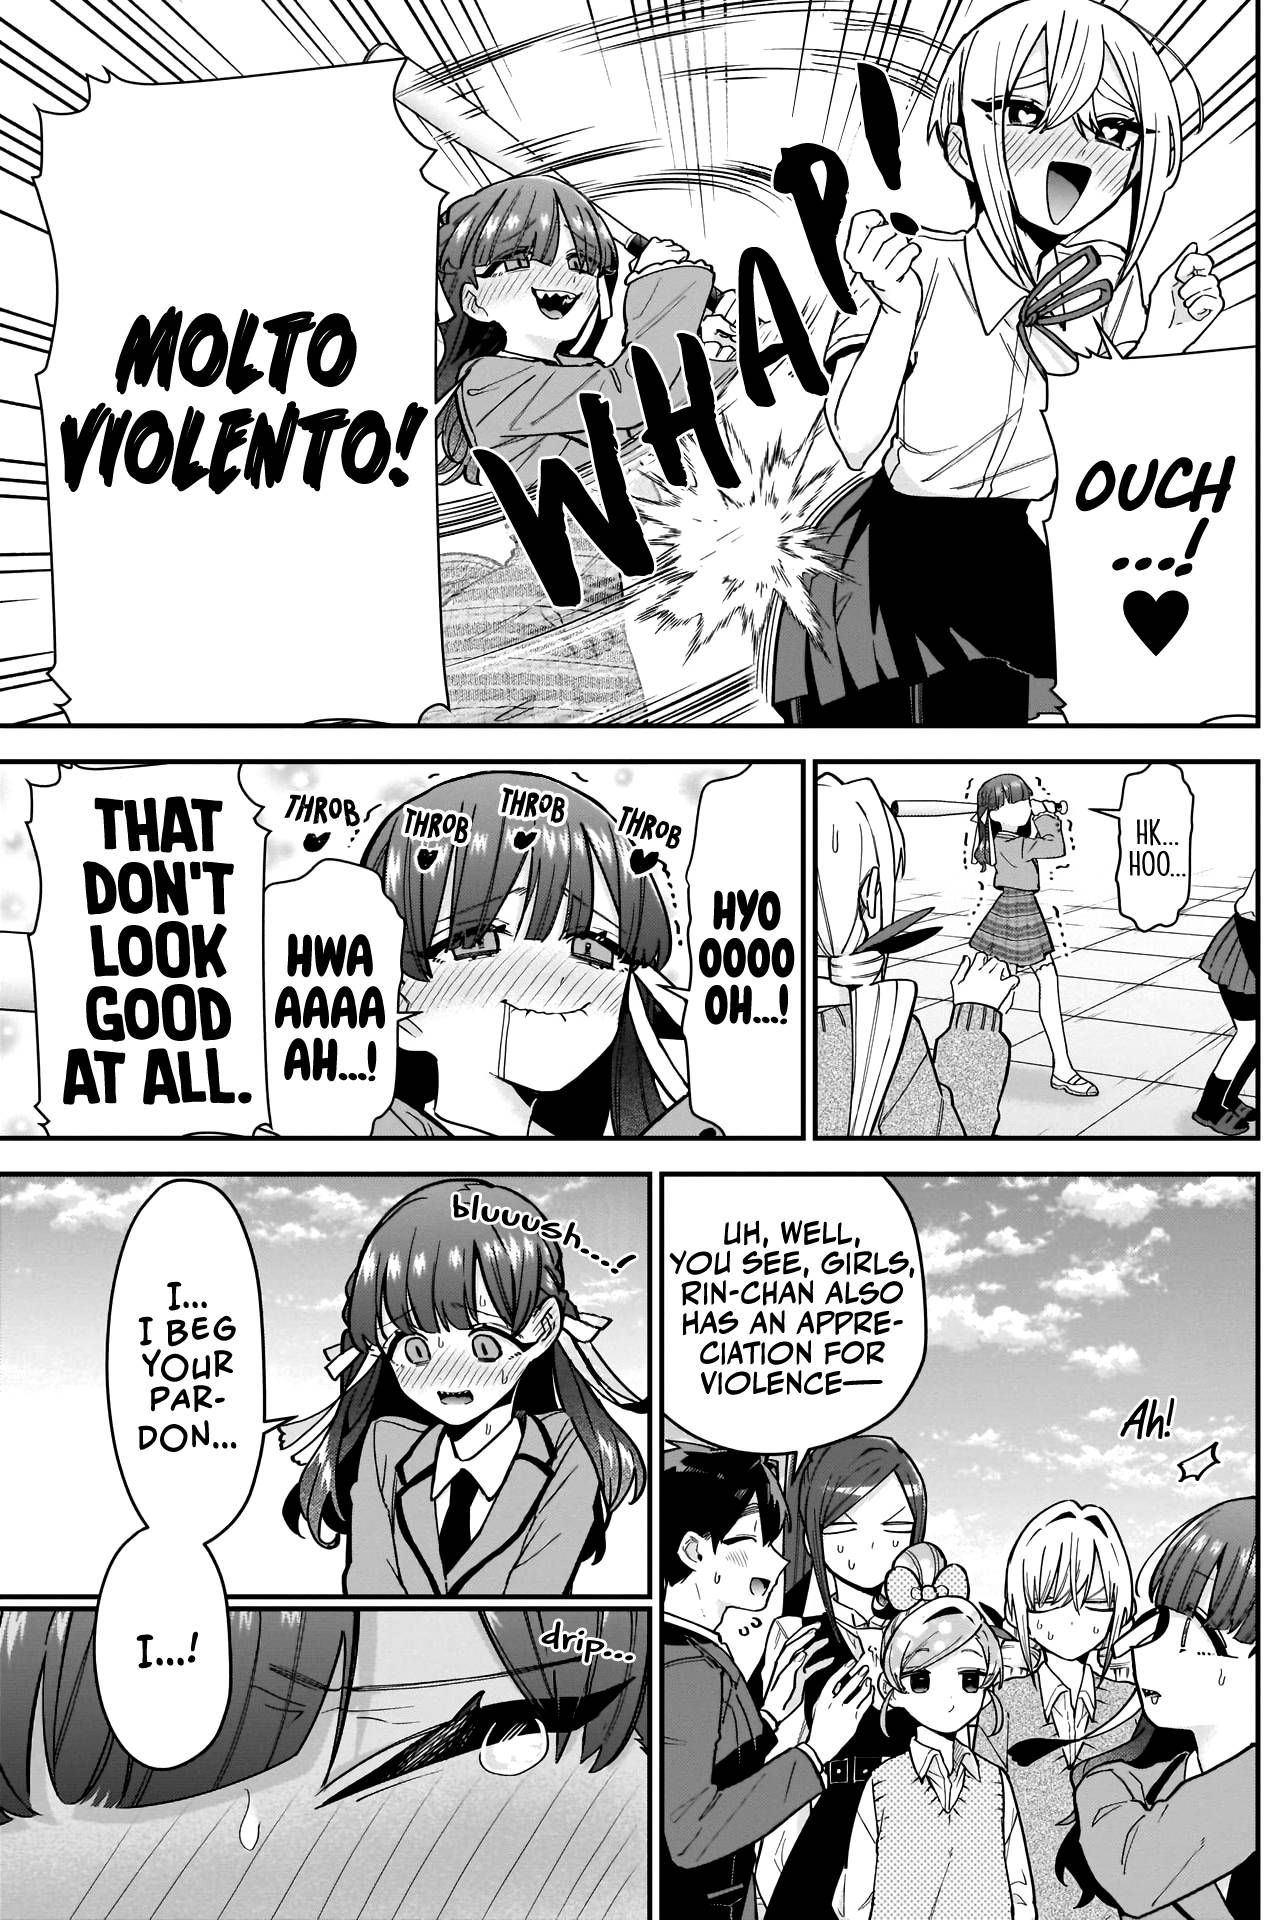 OUCH
....!
♥
WHAP!
MOLTO
VIOLENTO!
HK...
HOO...
HYO
OOOO
OH...!
THROB
THROB
THROB
THROB
HWA
AAAA
AH...!
THAT
DON'T
LOOK
GOOD
AT ALL.
UH, WELL,
YOU SEE, GIRLS,
RIN-CHAN ALSO
HAS AN APPRE-
CIATION FOR
VIOLENCE—
Ah!
bluuush...!
I...
I BEG
YOUR
PAR-
DON...
I...!
drip...